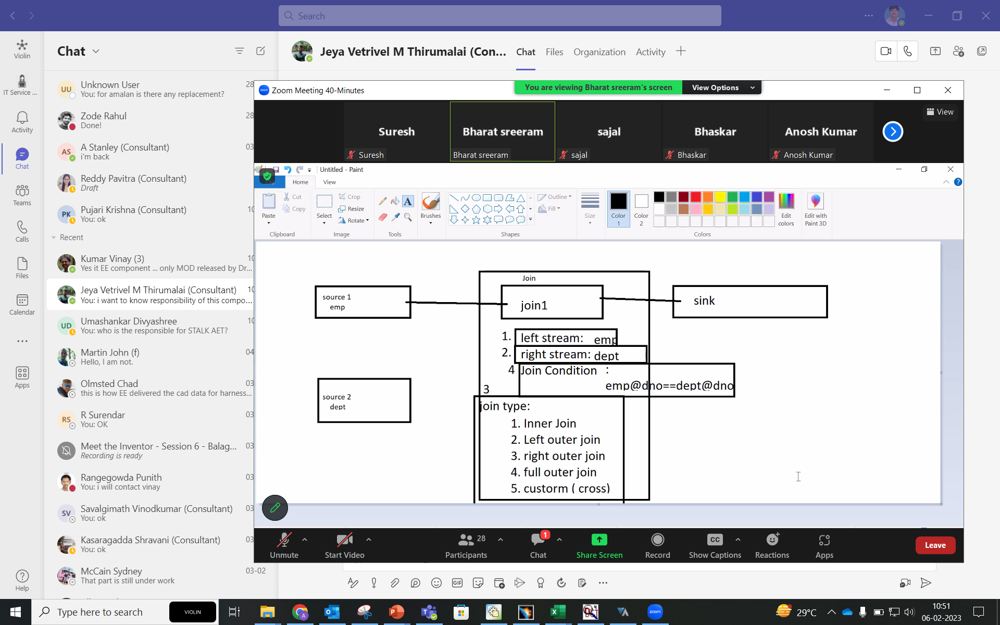 Search
Violin
IT Service ...
Activity
Chat
Teams
Calls
Files
Calendar
Apps
Help
Chat
UU
Unknown User
28
You: for amalan is there any replacement?
Zode Rahul
28
Done!
AS
A Stanley (Consultant)
03
i'm back
Reddy Pavitra (Consultant)
Draft
PK
Pujari Krishna (Consultant)
10
You: ok
Recent
Kumar Vinay (3)
10
Yes it EE component ... only MOD released by Dr...
Jeya Vetrivel M Thirumalai (Consultant)
10
You: i want to know responsibility of this compo...
UD
Umashankar Divyashree
10
You: who is the responsible for STALK AET?
Martin John (f)
04
Hello, I am not.
Olmsted Chad
03
this is how EE delivered the cad data for harness...
RS
R Surendar
03
You: OK
Meet the Inventor - Session 6 - Balag...
03
Recording is ready
Rangegowda Punith
03
You: i will contact vinay
SV
Savalgimath Vinodkumar (Consultant)
03
You: ok
Kasaragadda Shravani (Consultant)
03
You: ok
McCain Sydney
03-02
That part is still under work
Jeya Vetrivel M Thirumalai (Con...
Chat
Files
Organization
Activity
zoom
Zoom Meeting 40-Minutes
You are viewing Bharat sreeram's screen
View Options
View
Suresh
Bharat sreeram
sajal
Bhaskar
Anosh Kumar
Suresh
Bharat sreeram
sajal
Bhaskar
Anosh Kumar
Untitled - Paint
File
Home
View
Paste
Cut
Copy
Clipboard
Select
Crop
Resize
Rotate
Image
A
Tools
Brushes
Shapes
Outline
Fill
Size
Color
1
Color
2
Edit
colors
Edit with
Paint 3D
Colors
Join
source 1
emp
join1
sink
1. left stream: emp
2. right stream: dept
4 Join Condition :
emp@dno==dept@dno
3
join type:
1. Inner Join
2. Left outer join
3. right outer join
4. full outer join
5. custorm ( cross)
source 2
dept
Unmute
Start Video
28
Participants
1
Chat
Share Screen
Record
CC
Show Captions
Reactions
Apps
Leave
GIF
Type here to search
VIOLIN
zoom
29°C
10:51
06-02-2023